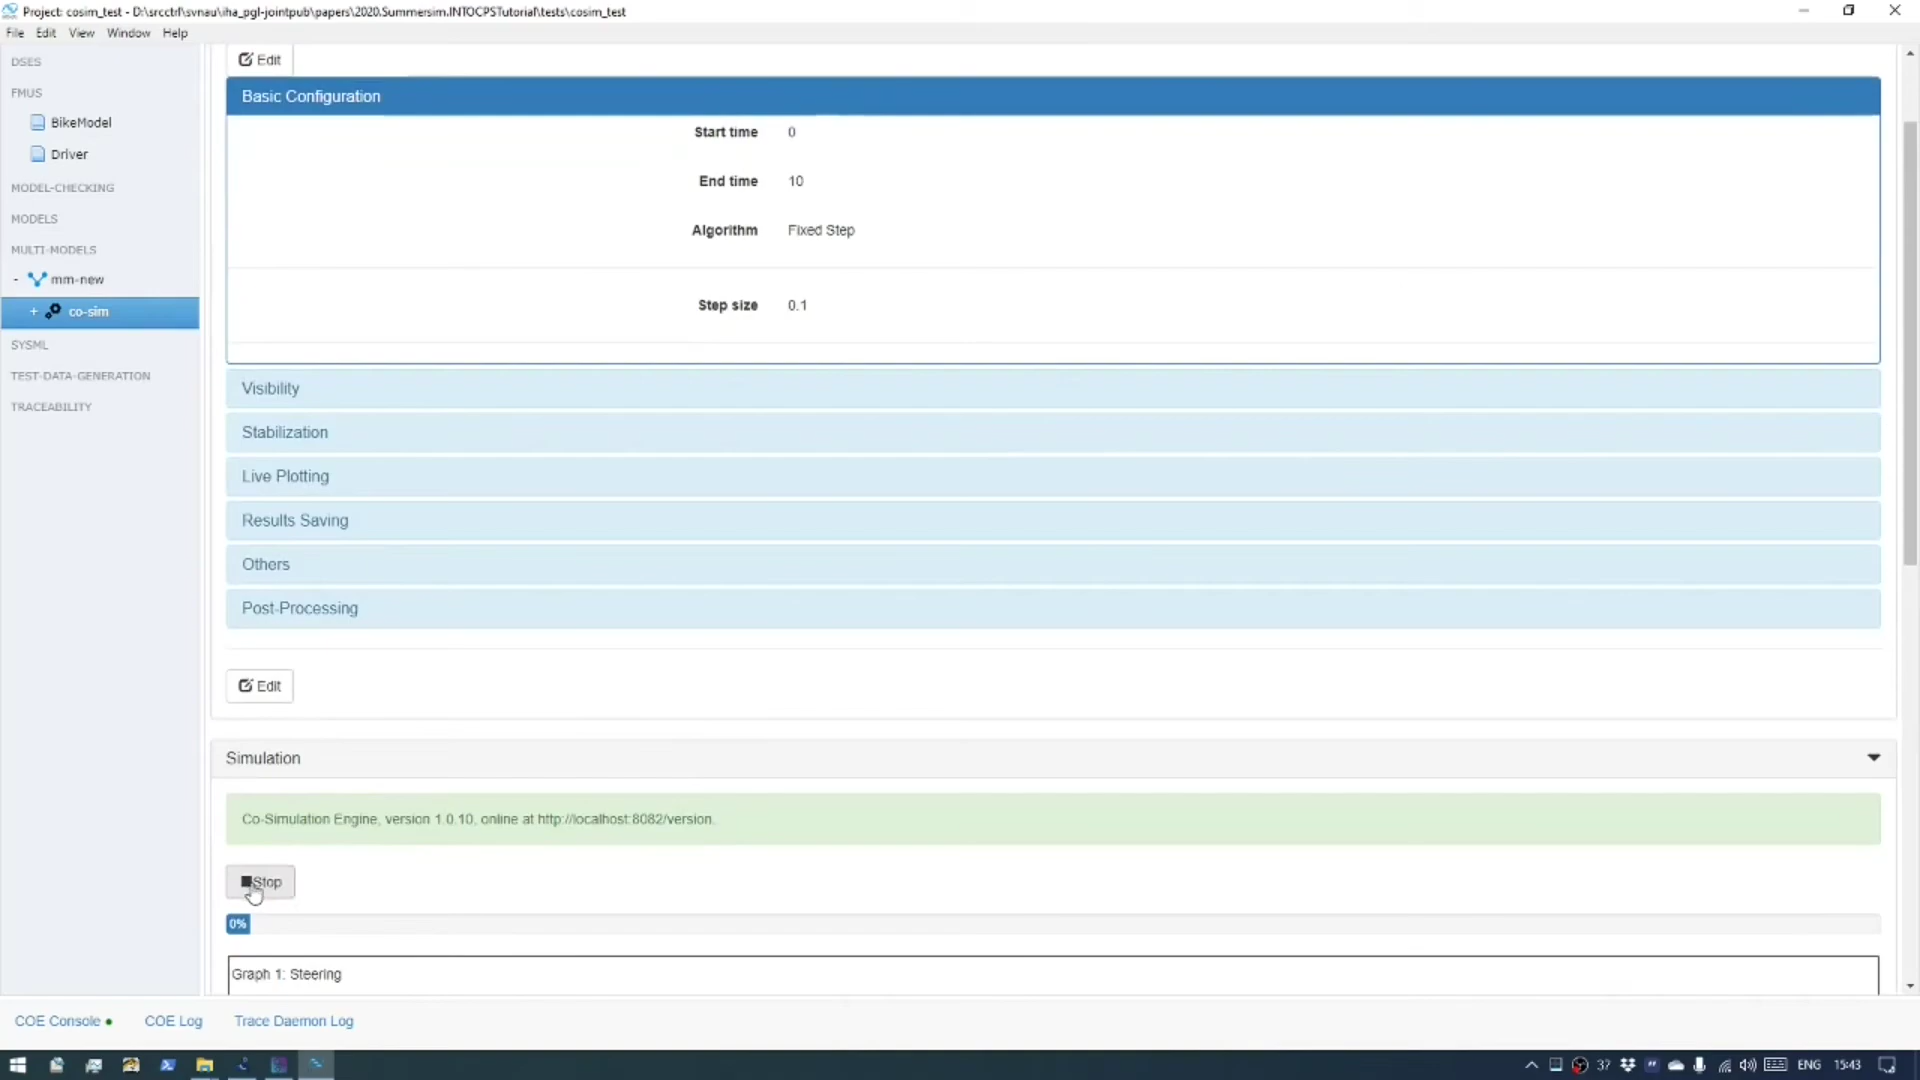 Project: cosim_test - D:\srcctrl\svnau\iha_pgl-jointpub\papers\2020.Summersim.INTOCPSTutorial\tests\cosim_test
File Edit View Window Help
DSES
FMUS
BikeModel
Driver
MODEL-CHECKING
MODELS
MULTI-MODELS
- mm-new
+ co-sim
SYSML
TEST-DATA-GENERATION
TRACEABILITY
Edit
Basic Configuration
Start time 0
End time 10
Algorithm Fixed Step
Step size 0.1
Visibility
Stabilization
Live Plotting
Results Saving
Others
Post-Processing
Edit
Simulation
Co-Simulation Engine, version 1.0.10, online at http://localhost:8082/version.
Stop
0%
Graph 1: Steering
COE Console COE Log Trace Daemon Log
37 ENG 15:43